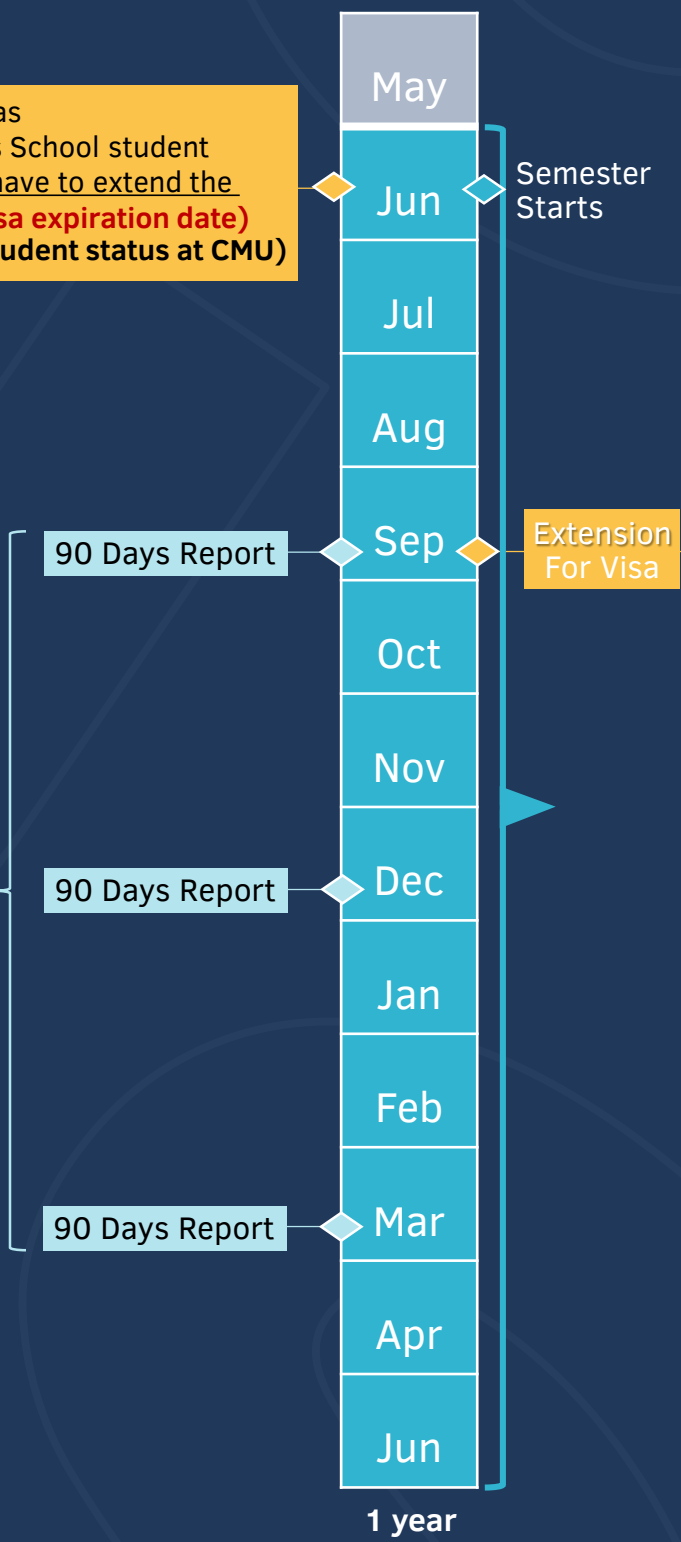 May
as
s School student
have to extend the
sa expiration date)
tudent status at CMU)
Jun
Semester
Starts
Jul
Aug
90 Days Report
Sep
Extension
For Visa
Oct
Nov
90 Days Report
Dec
Jan
Feb
90 Days Report
Mar
Apr
Jun
1 year